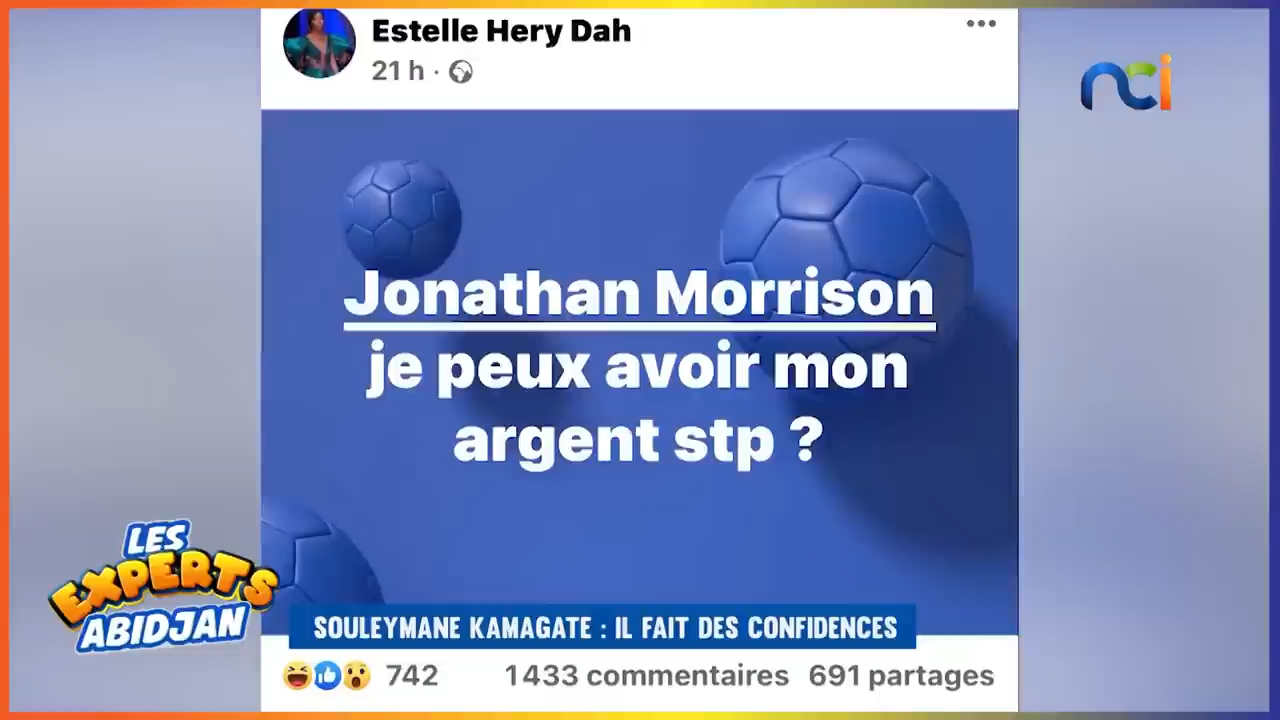 Estelle Hery Dah
21 h ·
nci
Jonathan Morrison
je peux avoir mon
argent stp ?
LES
EXPERTS
ABIDJAN
SOULEYMANE KAMAGATE : IL FAIT DES CONFIDENCES
742 1433 commentaires 691 partages